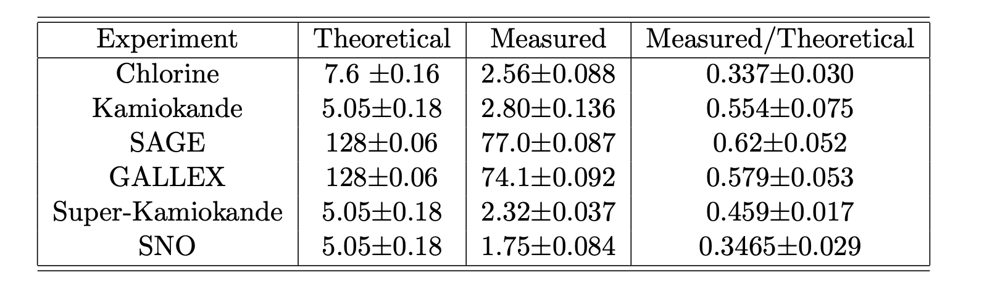 Experiment Theoretical Measured Measured/Theoretical
Chlorine 7.6 ±0.16 2.56±0.088 0.337±0.030
Kamiokande 5.05±0.18 2.80±0.136 0.554±0.075
SAGE 128±0.06 77.0±0.087 0.62±0.052
GALLEX 128±0.06 74.1±0.092 0.579±0.053
Super-Kamiokande 5.05±0.18 2.32±0.037 0.459±0.017
SNO 5.05±0.18 1.75±0.084 0.3465±0.029